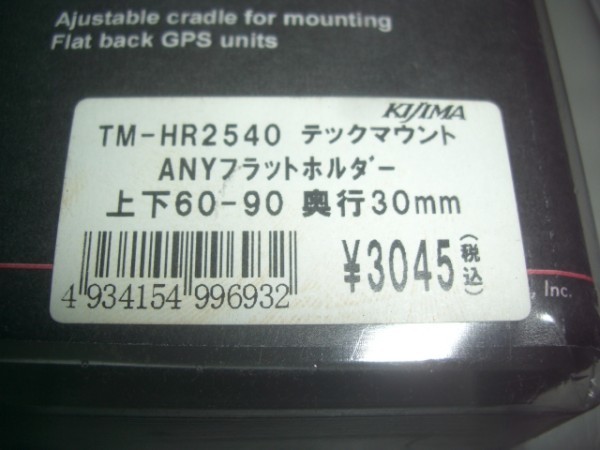 Ajustable cradle for mounting
Flat back GPS units
KIJIMA
TM-HR2540 テックマウント
ANYフラットホルダー
上下60-90 奥行30mm
¥3045(税込)
4 934154 996932
, Inc.